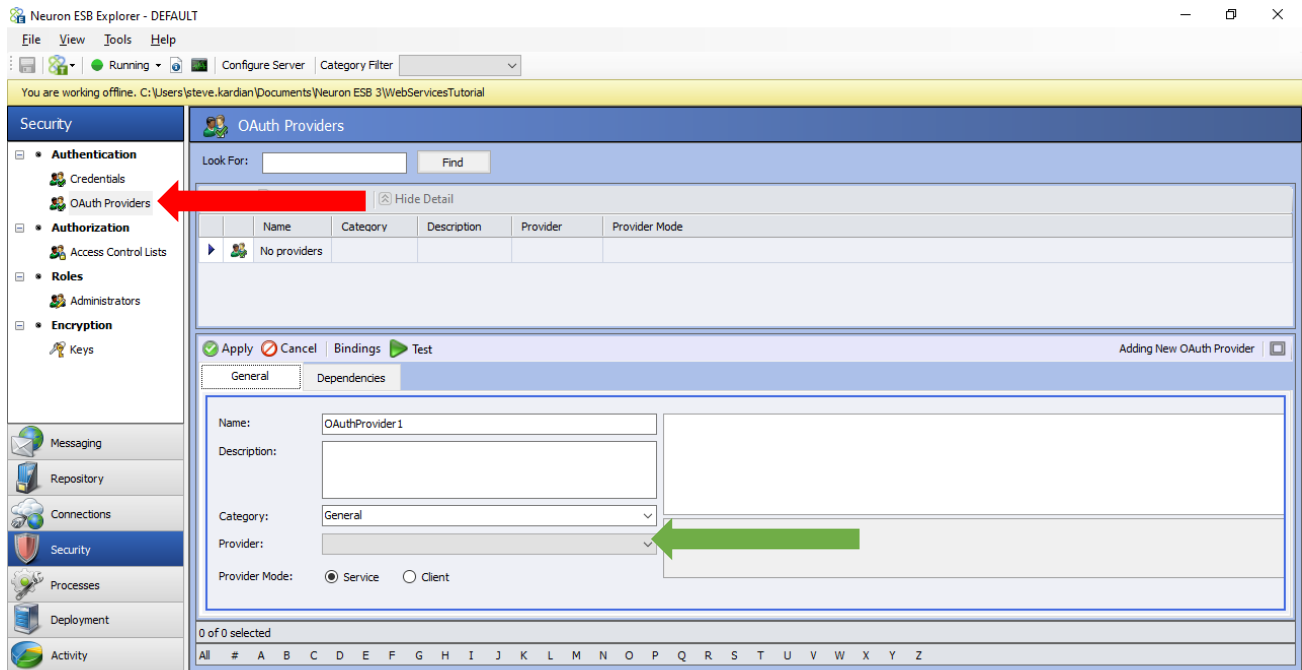 Neuron ESB Explorer - DEFAULT
File View Tools Help
Running Configure Server Category Filter
You are working offline. C:\Users\steve.kardian\Documents\Neuron ESB 3\WebServicesTutorial
Security
Authentication
Credentials
OAuth Providers
Authorization
Access Control Lists
Roles
Administrators
Encryption
Keys
Messaging
Repository
Connections
Security
Processes
Deployment
Activity
OAuth Providers
Look For: Find
Hide Detail
Name Category Description Provider Provider Mode
No providers
Apply Cancel Bindings Test Adding New OAuth Provider
General Dependencies
Name: OAuthProvider1
Description:
Category: General
Provider:
Provider Mode: Service Client
0 of 0 selected
All # A B C D E F G H I J K L M N O P Q R S T U V W X Y Z